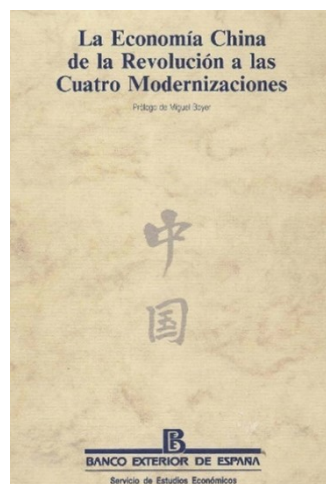 La Economía China
de la Revolución a las
Cuatro Modernizaciones
Prólogo de Miguel Boyer
中
国
BANCO EXTERIOR DE ESPAÑA
Servicio de Estudios Económicos